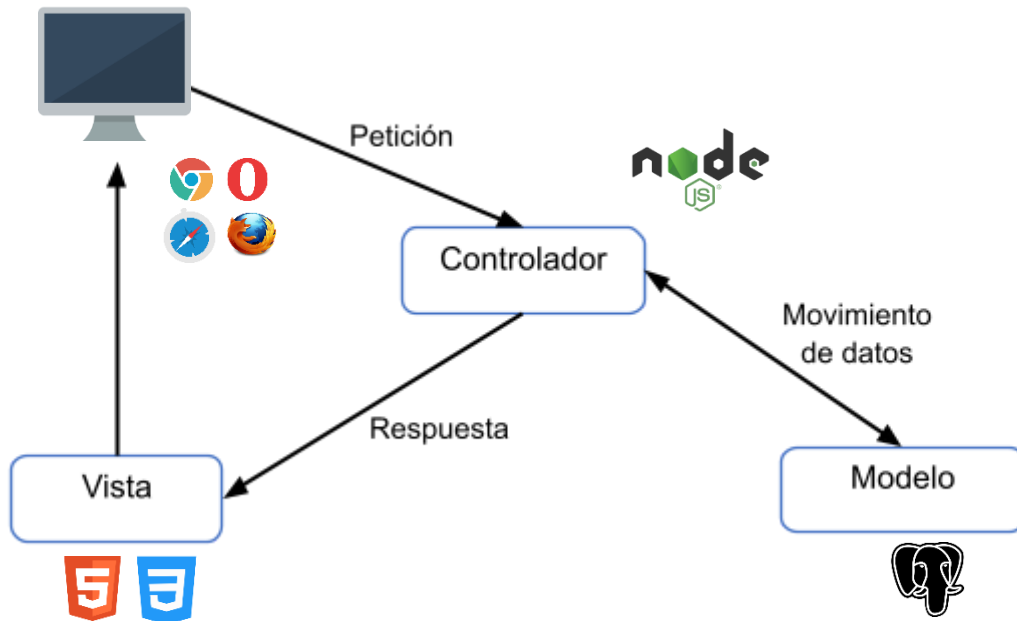 Petición
node
JS
Controlador
Movimiento
de datos
Respuesta
Vista
Modelo
5
3